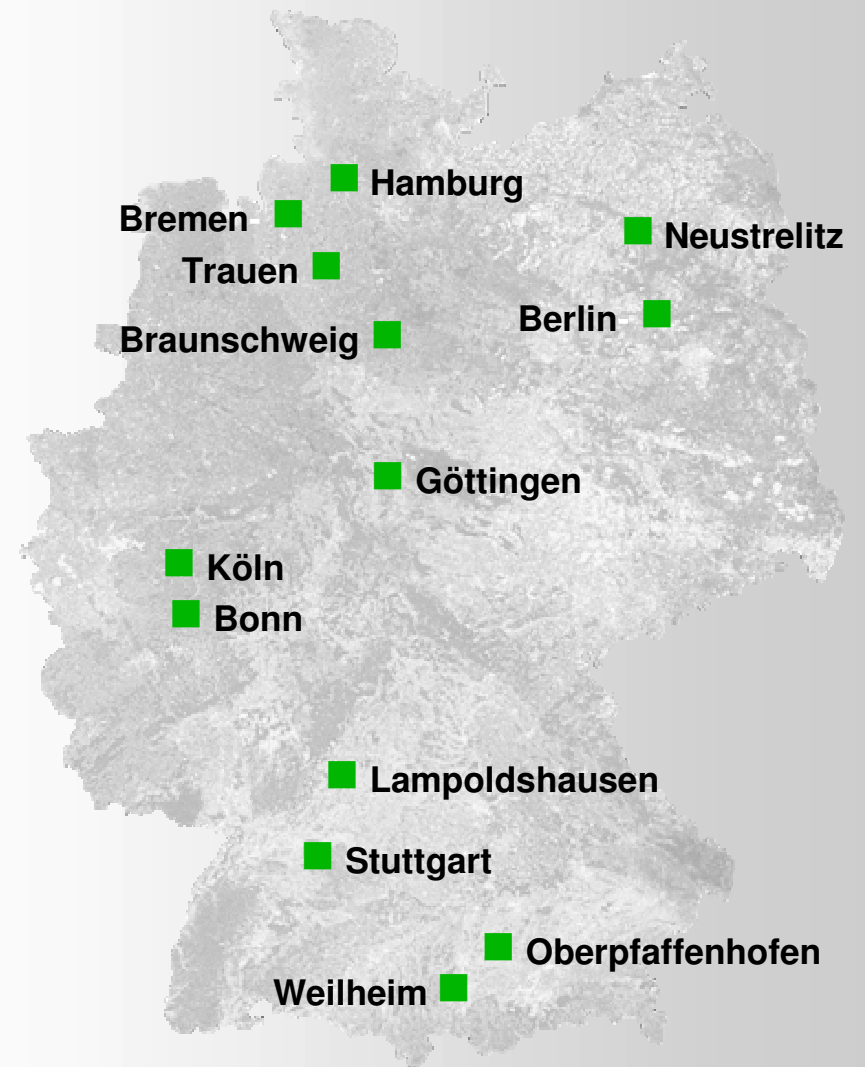 Hamburg
Bremen
Neustrelitz
Trauen
Berlin
Braunschweig
Göttingen
Köln
Bonn
Lampoldshausen
Stuttgart
Oberpfaffenhofen
Weilheim